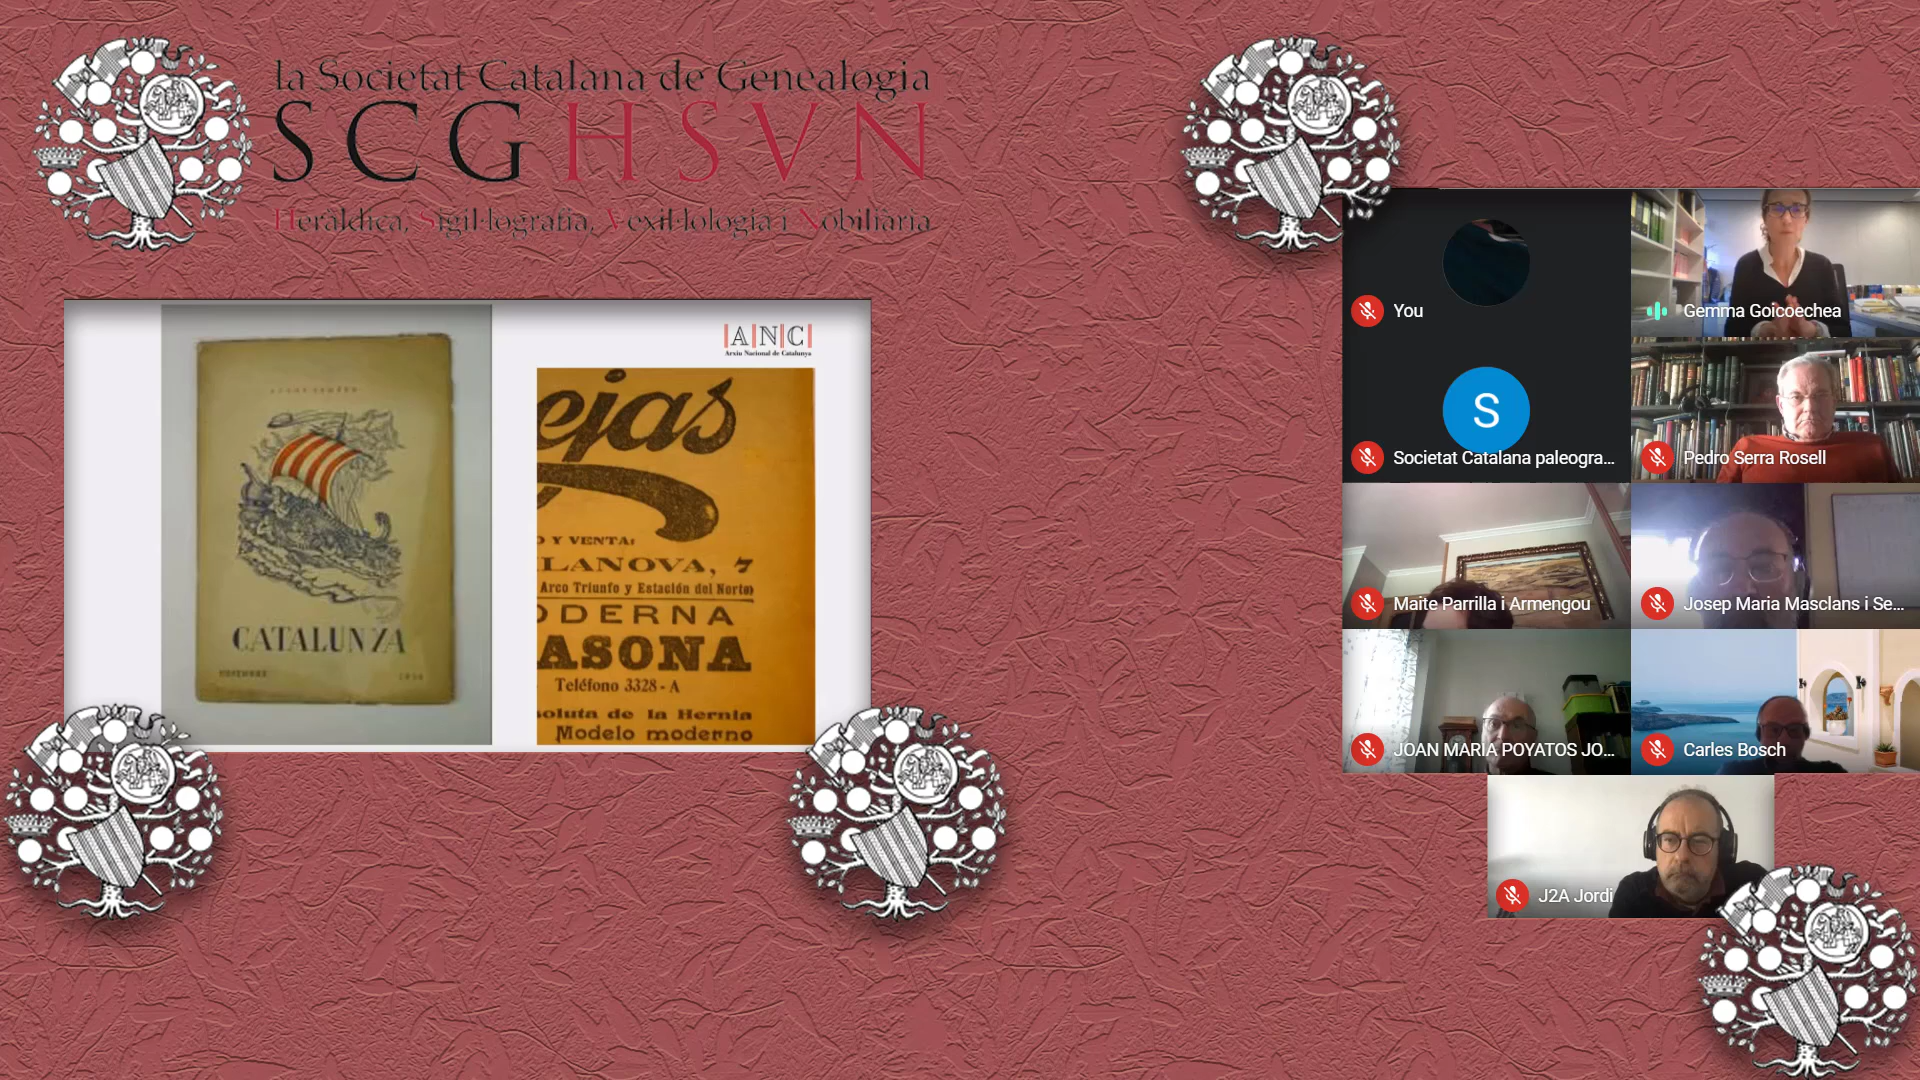 la Societat Catalana de Genealogia
SCGHSVN
Heràldica, Sigil·lografia, Vexil·lologia i Nobiliària
ANC
Arxiu Nacional de Catalunya
CATALUNYA
ejas
O Y VENTA:
LANOVA, 7
Arco Triunfo y Estación del Norte)
ODERNA
ASONA
Teléfono 3328 - A
soluta de la Hernia
Modelo moderno
You
Gemma Goicoechea
S
Societat Catalana paleogra...
Pedro Serra Rosell
Maite Parrilla i Armengou
Josep Maria Masclans i Se...
JOAN MARIA POYATOS JO...
Carles Bosch
J2A Jordi